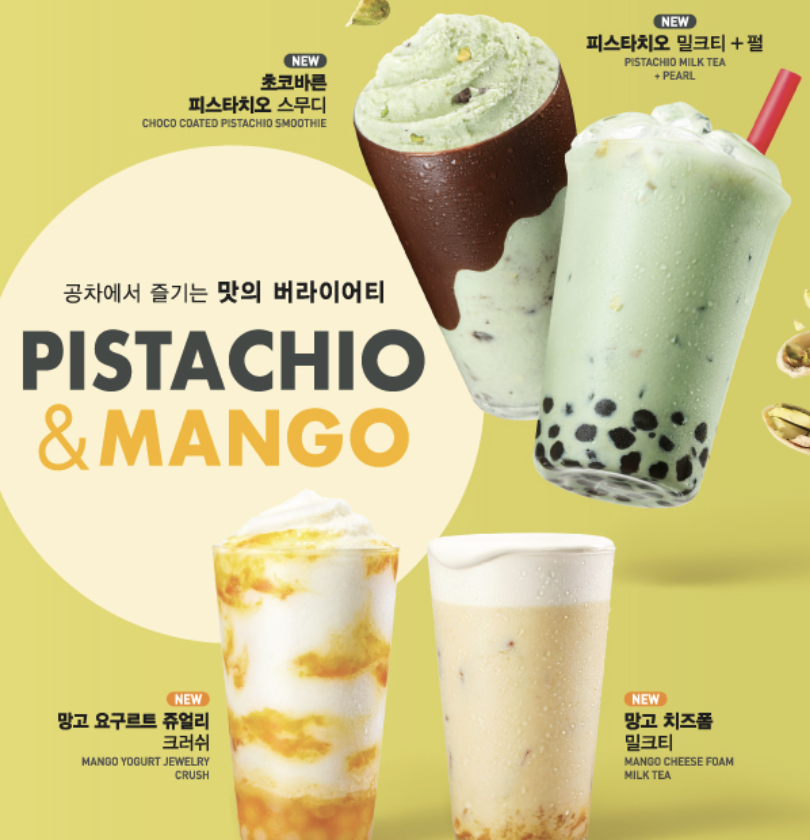 NEW
초코바른
피스타치오 스무디
CHOCO COATED PISTACHIO SMOOTHIE
NEW
피스타치오 밀크티 + 펄
PISTACHIO MILK TEA
+ PEARL
공차에서 즐기는 맛의 버라이어티
PISTACHIO
&MANGO
NEW
망고 요구르트 쥬얼리
크러쉬
MANGO YOGURT JEWELRY
CRUSH
NEW
망고 치즈폼
밀크티
MANGO CHEESE FOAM
MILK TEA